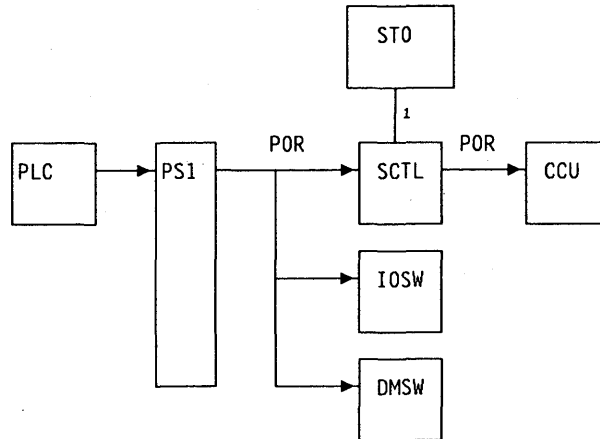 STO
1
POR
POR
PLC
PS1
SCTL
CCU
IOSW
DMSW